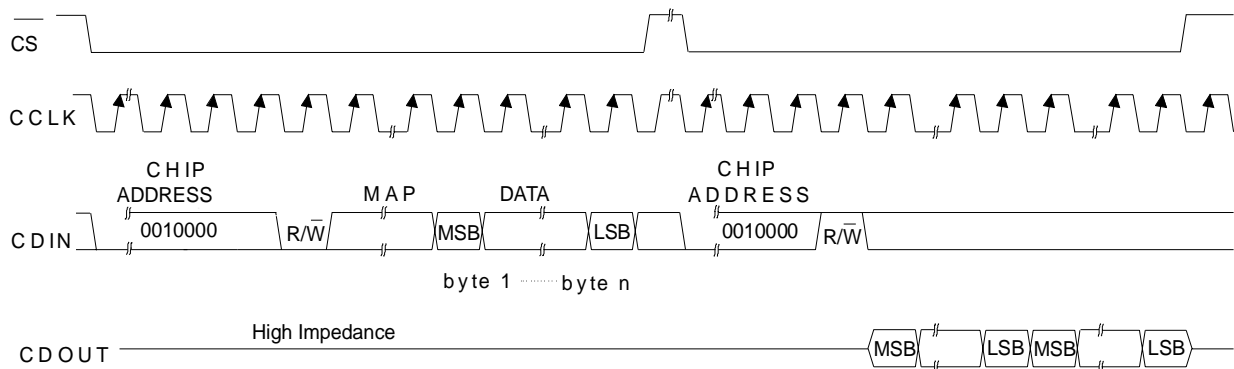 CS
CCLK
CHIP
ADDRESS
MAP
DATA
CHIP
ADDRESS
CDIN
0010000
R/W
MSB
LSB
0010000
R/W
byte 1 ........ byte n
High Impedance
CDOUT
MSB
LSB
MSB
LSB